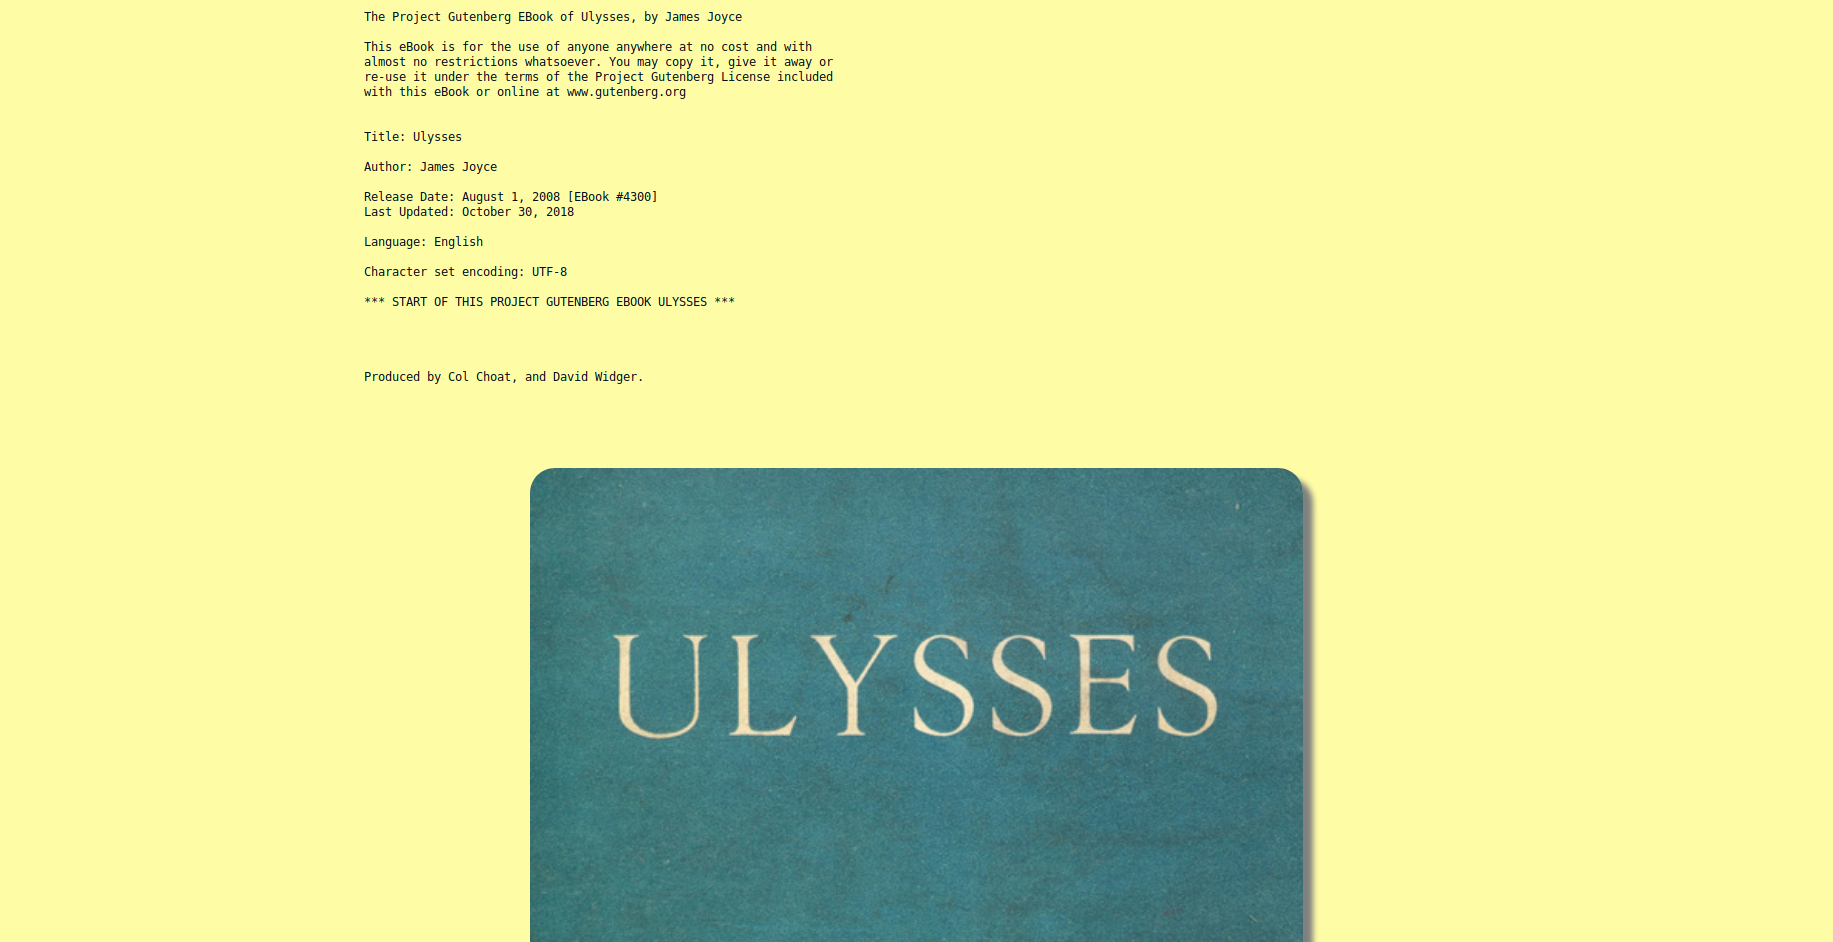 The Project Gutenberg EBook of Ulysses, by James Joyce
This eBook is for the use of anyone anywhere at no cost and with
almost no restrictions whatsoever. You may copy it, give it away or
re-use it under the terms of the Project Gutenberg License included
with this eBook or online at www.gutenberg.org
Title: Ulysses
Author: James Joyce
Release Date: August 1, 2008 [EBook #4300]
Last Updated: October 30, 2018
Language: English
Character set encoding: UTF-8
*** START OF THIS PROJECT GUTENBERG EBOOK ULYSSES ***
Produced by Col Choat, and David Widger.
ULYSSES